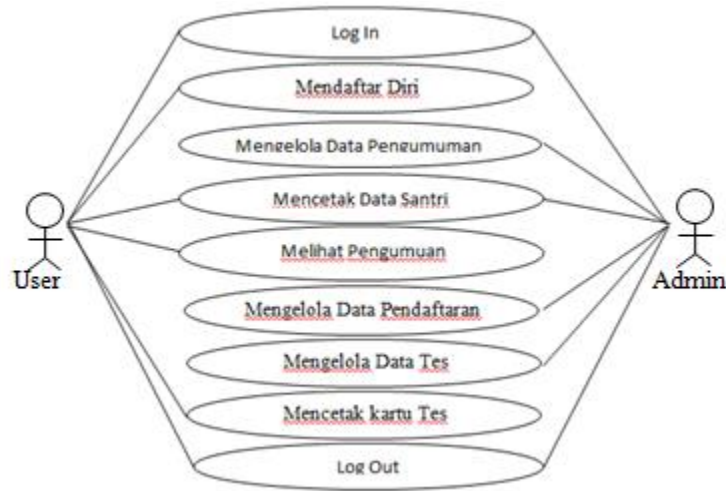 Log In
Mendaftar Diri
Mengelola Data Pengumuman
Mencetak Data Santri
Melihat Pengumuan
User
Admin
Mengelola Data Pendaftaran
Mengelola Data Tes
Mencetak kartu Tes
Log Out